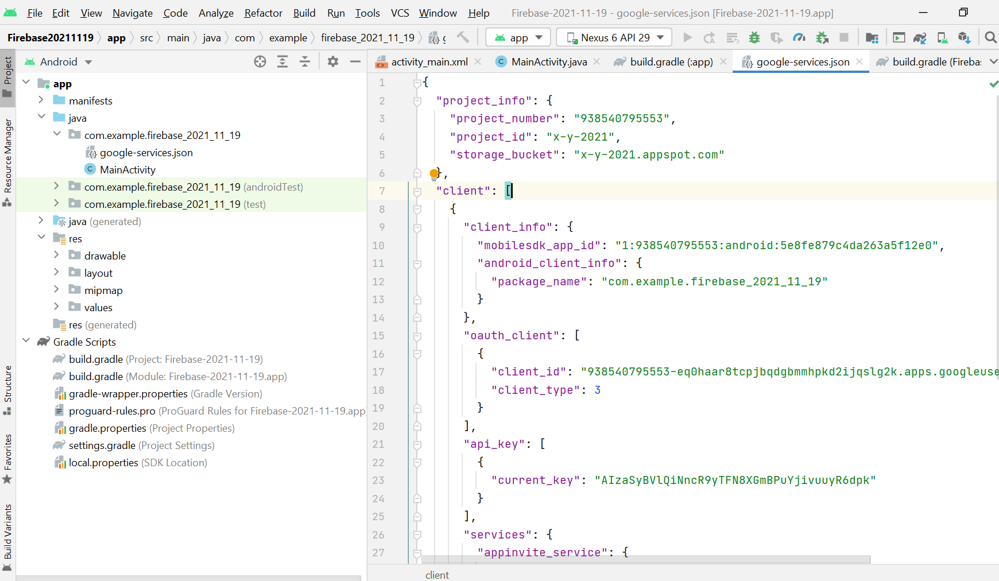 File Edit View Navigate Code Analyze Refactor Build Run Tools VCS Window Help Firebase-2021-11-19 - google-services.json [Firebase-2021-11-19.app]
Firebase20211119 app src main java com example firebase_2021_11_19 app Nexus 6 API 29
Project
Resource Manager
Structure
Favorites
Build Variants
Android
app
manifests
java
com.example.firebase_2021_11_19
google-services.json
MainActivity
com.example.firebase_2021_11_19 (androidTest)
com.example.firebase_2021_11_19 (test)
java (generated)
res
drawable
layout
mipmap
values
res (generated)
Gradle Scripts
build.gradle (Project: Firebase-2021-11-19)
build.gradle (Module: Firebase-2021-11-19.app)
gradle-wrapper.properties (Gradle Version)
proguard-rules.pro (ProGuard Rules for Firebase-2021-11-19.app
gradle.properties (Project Properties)
settings.gradle (Project Settings)
local.properties (SDK Location)
activity_main.xml MainActivity.java build.gradle (:app) google-services.json build.gradle (Fireba
1 {
2 "project_info": {
3 "project_number": "938540795553",
4 "project_id": "x-y-2021",
5 "storage_bucket": "x-y-2021.appspot.com"
6 },
7 "client": [
8 {
9 "client_info": {
10 "mobilesdk_app_id": "1:938540795553:android:5e8fe879c4da263a5f12e0",
11 "android_client_info": {
12 "package_name": "com.example.firebase_2021_11_19"
13 }
14 },
15 "oauth_client": [
16 {
17 "client_id": "938540795553-eq0haar8tcpjbqdgbmmhpkd2ijqslg2k.apps.googleuse
18 "client_type": 3
19 }
20 ],
21 "api_key": [
22 {
23 "current_key": "AIzaSyBVlQiNncR9yTFN8XGmBPuYjivuuyR6dpk"
24 }
25 ],
26 "services": {
27 "appinvite_service": {
client